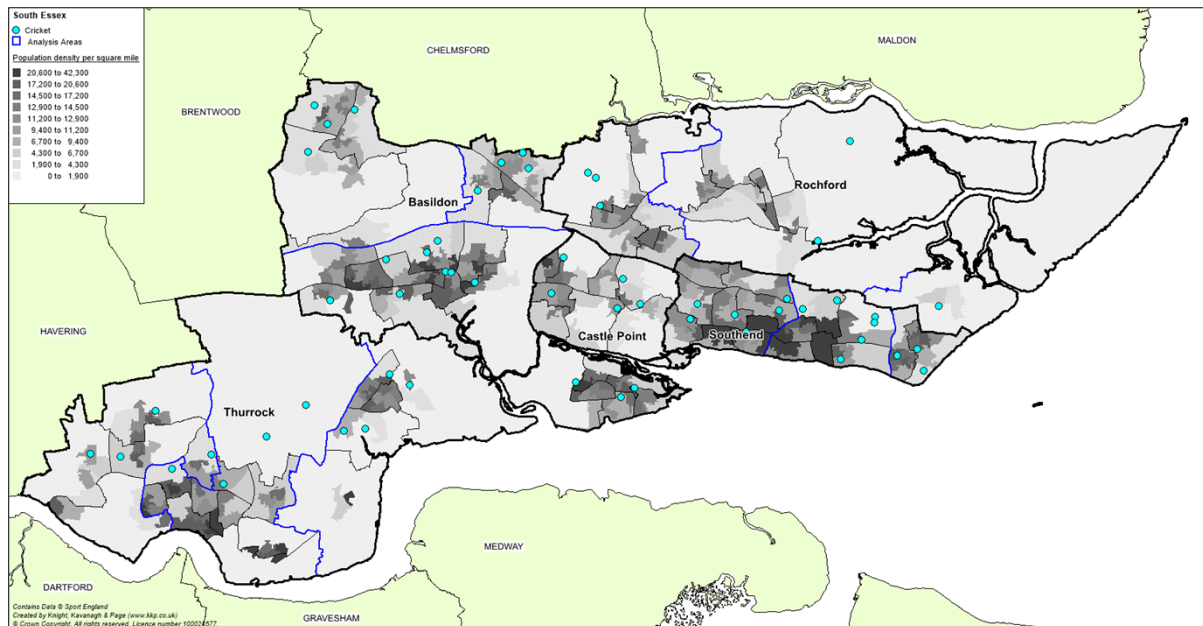 South Essex
Cricket
Analysis Areas
Population density per square mile
20,600 to 42,300
17,200 to 20,600
14,500 to 17,200
12,900 to 14,500
11,200 to 12,900
9,400 to 11,200
6,700 to 9,400
4,300 to 6,700
1,900 to 4,300
0 to 1,900
MALDON
CHELMSFORD
BRENTWOOD
Rochford
Basildon
HAVERING
Castle Point
Southend
Thurrock
MEDWAY
DARTFORD
GRAVESHAM
Contains Data © Sport England
Created by Knight, Kavanagh & Page (www.kkp.co.uk)
© Crown Copyright. All rights reserved. Licence number 100020577.